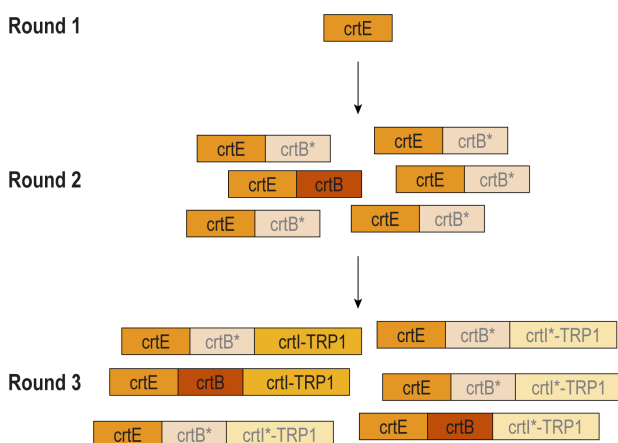 Round 1
crtE
crtE crtB*
crtE crtB*
Round 2
crtE crtB
crtE crtB*
crtE crtB*
crtE crtB*
crtE crtB* crtI-TRP1
crtE crtB* crtI*-TRP1
Round 3
crtE crtB crtI-TRP1
crtE crtB* crtI*-TRP1
crtE crtB* crtI*-TRP1
crtE crtB crtI*-TRP1